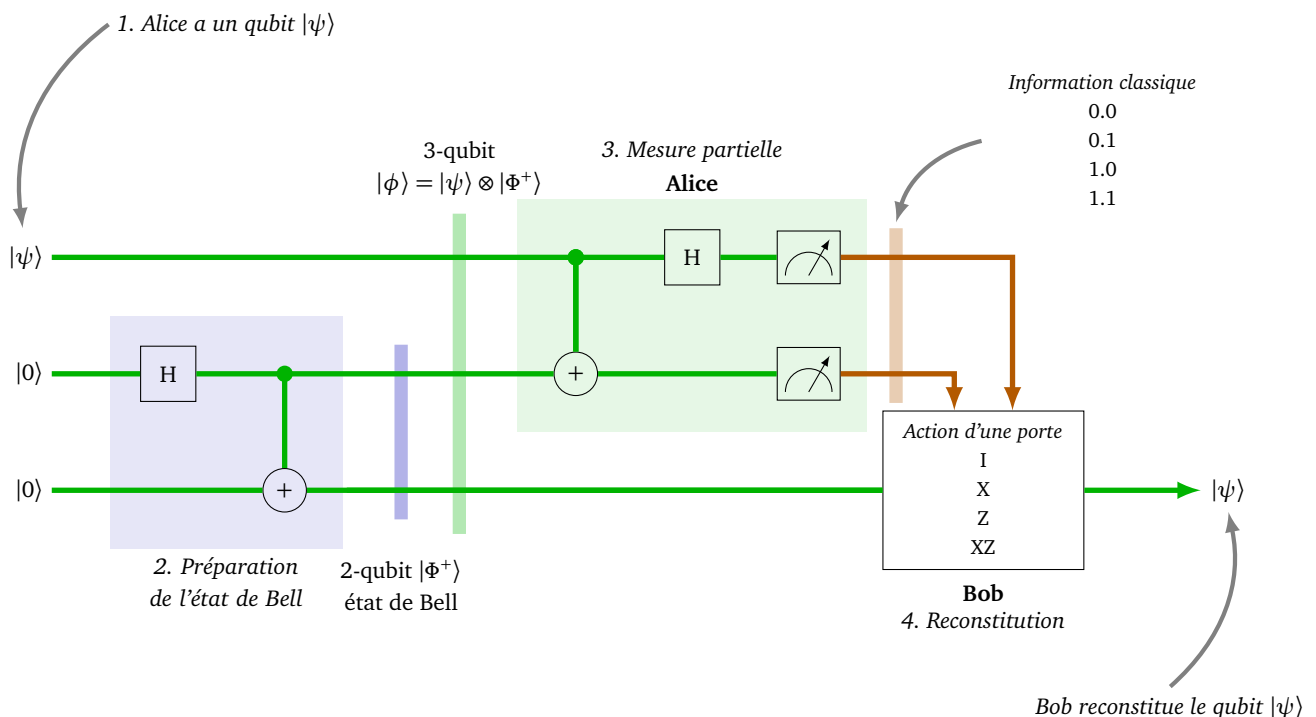 1. Alice a un qubit |ψ⟩
Information classique
0.0
0.1
1.0
1.1
3-qubit
|ϕ⟩ = |ψ⟩ ⊗ |Φ⁺⟩
3. Mesure partielle
Alice
|ψ⟩
H
|0⟩
H
+
|0⟩
+
Action d'une porte
I
X
Z
XZ
|ψ⟩
2. Préparation
de l'état de Bell
2-qubit |Φ⁺⟩
état de Bell
Bob
4. Reconstitution
Bob reconstitue le qubit |ψ⟩